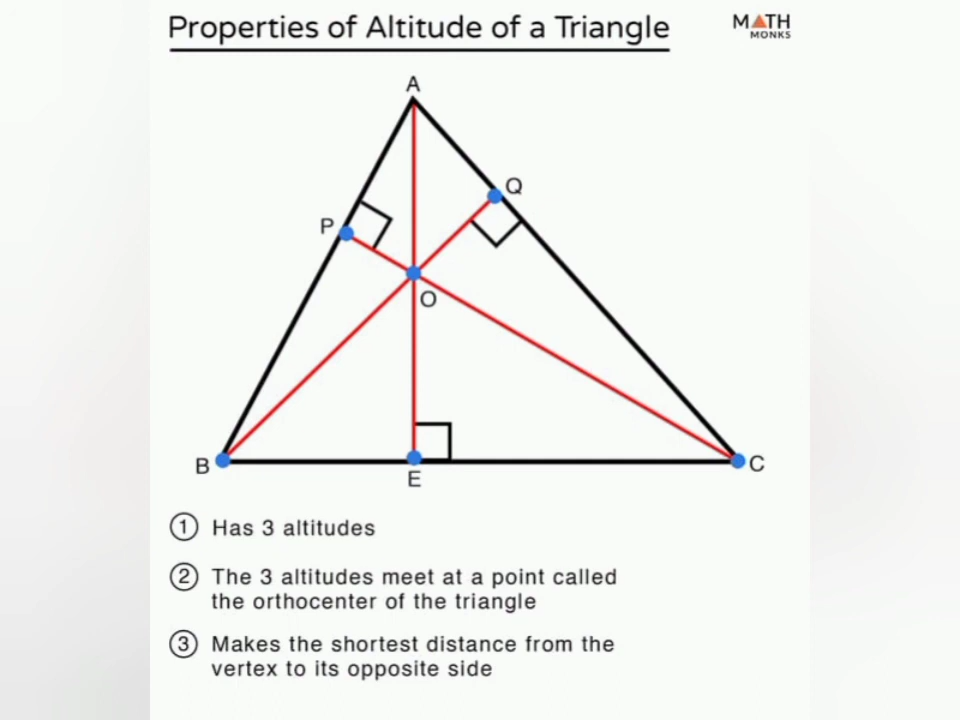 Properties of Altitude of a Triangle
MATH
MONKS
A
Q
P
O
B
C
E
1 Has 3 altitudes
2 The 3 altitudes meet at a point called
the orthocenter of the triangle
3 Makes the shortest distance from the
vertex to its opposite side